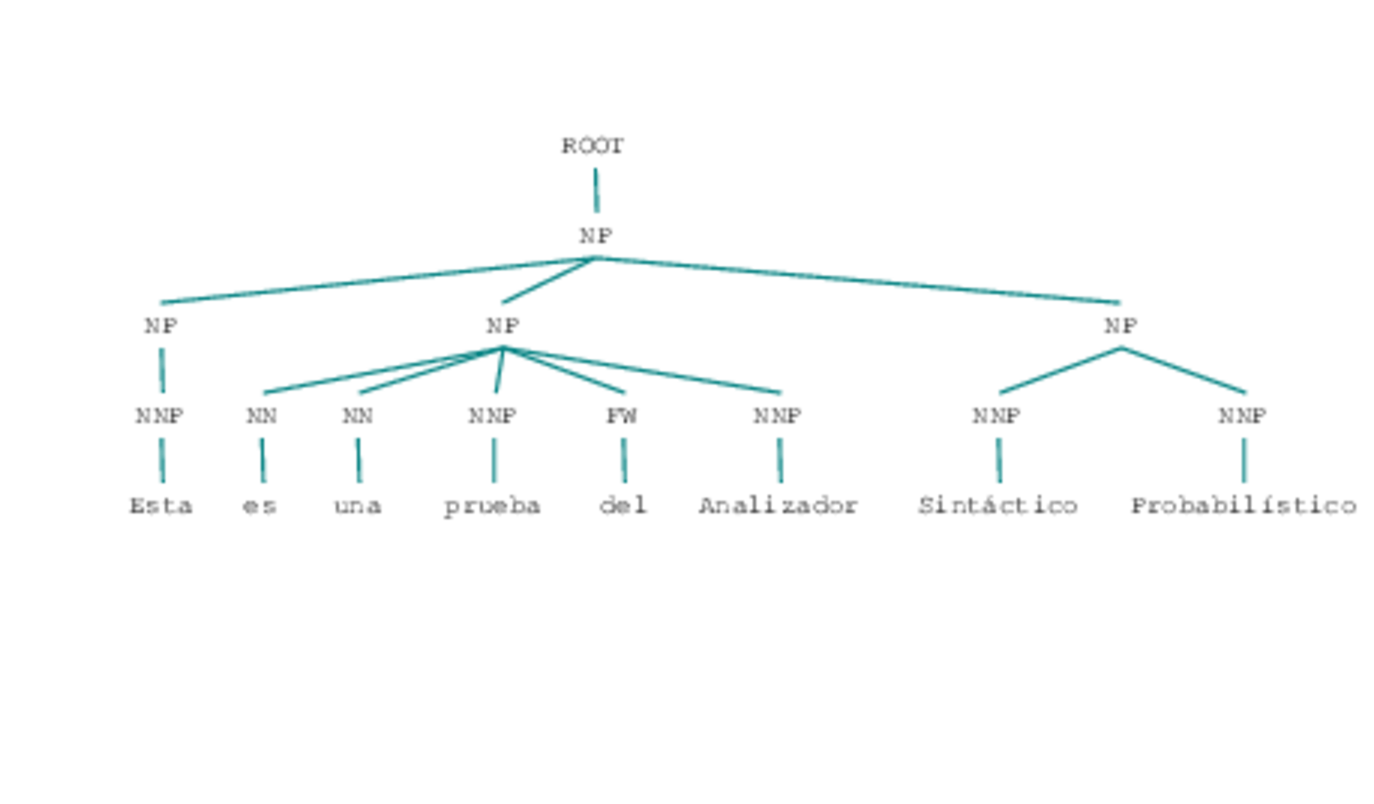 ROOT
NP
NP NP NP
NNP NN NN NNP FW NNP NNP NNP
Esta es una prueba del Analizador Sintáctico Probabilístico